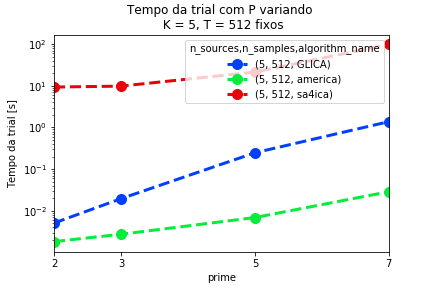 Tempo da trial com P variando
K = 5, T = 512 fixos
n_sources,n_samples,algorithm_name
(5, 512, GLICA)
(5, 512, america)
(5, 512, sa4ica)
Tempo da trial [s]
10²
10¹
10⁰
10⁻¹
10⁻²
2 3 5 7
prime